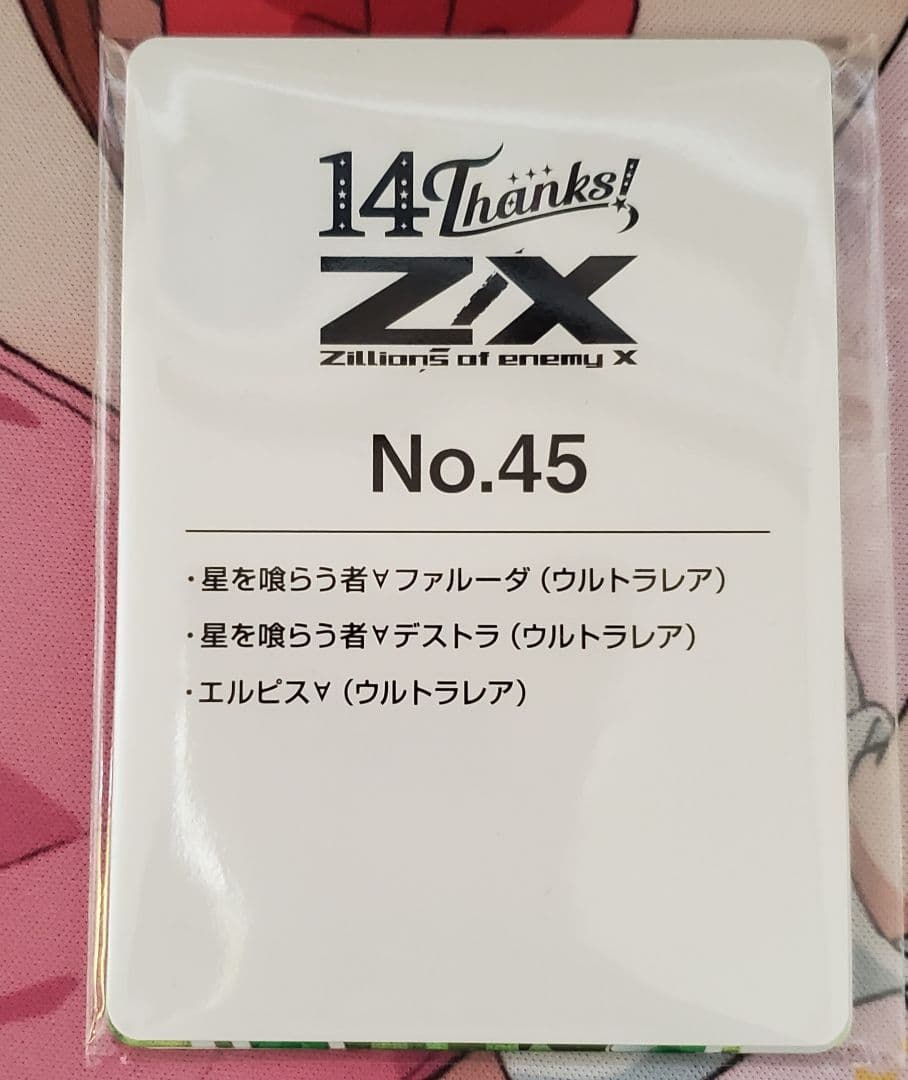 14 Thanks!
Z/X
Zillions of enemy X
No.45
・星を喰らう者∀ファルーダ（ウルトラレア）
・星を喰らう者∀デストラ（ウルトラレア）
・エルピス∀（ウルトラレア）